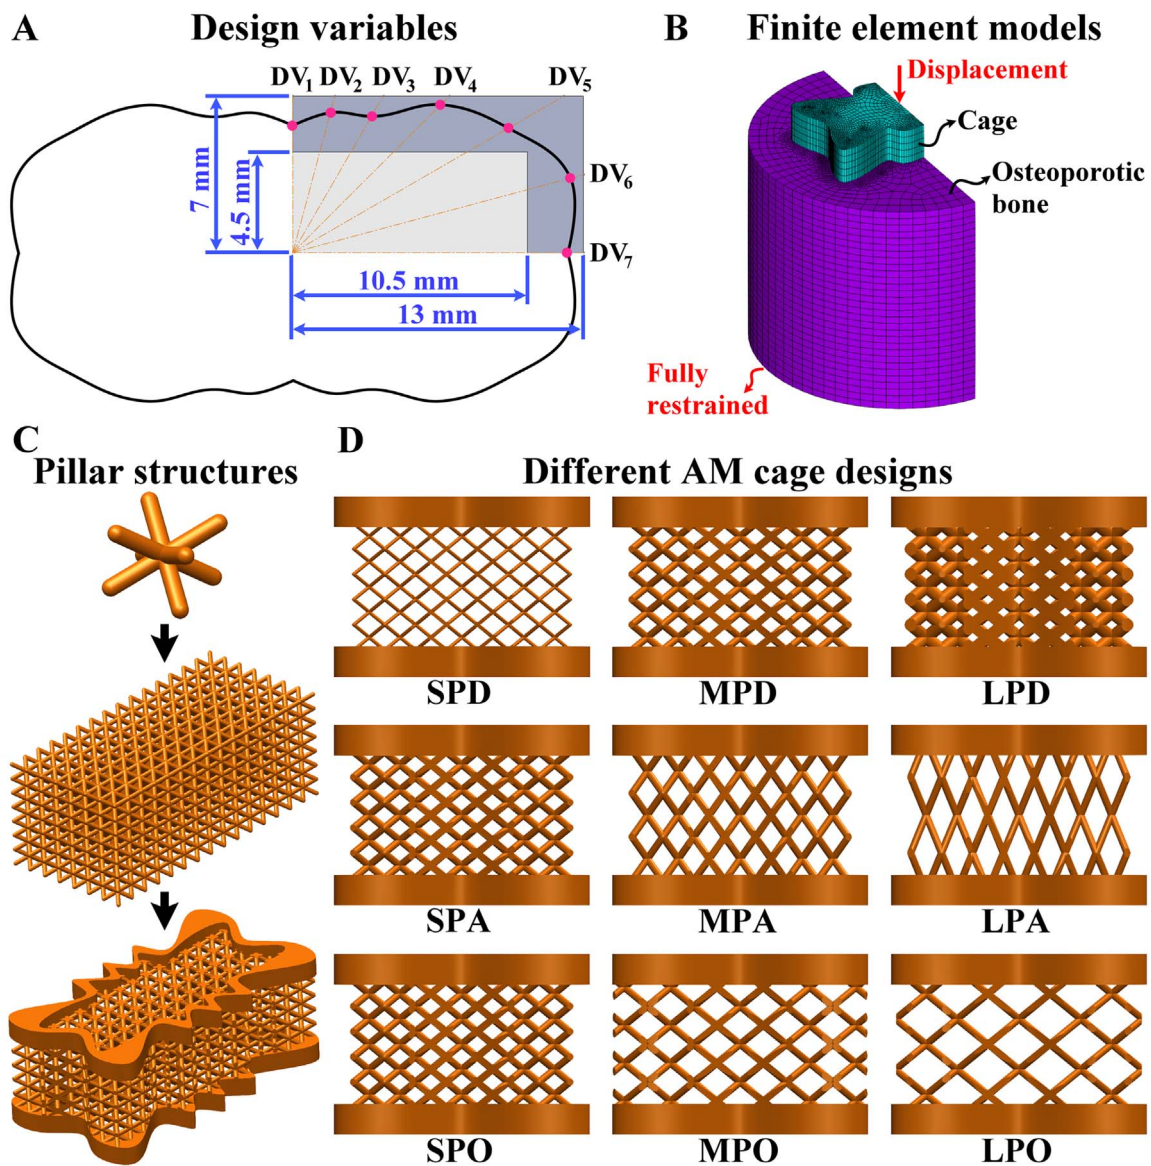 A
Design variables
DV1 DV2 DV3 DV4 DV5
DV6
DV7
7 mm
4.5 mm
10.5 mm
13 mm
B
Finite element models
Displacement
Cage
Osteoporotic
bone
Fully
restrained
C
Pillar structures
D
Different AM cage designs
SPD MPD LPD
SPA MPA LPA
SPO MPO LPO